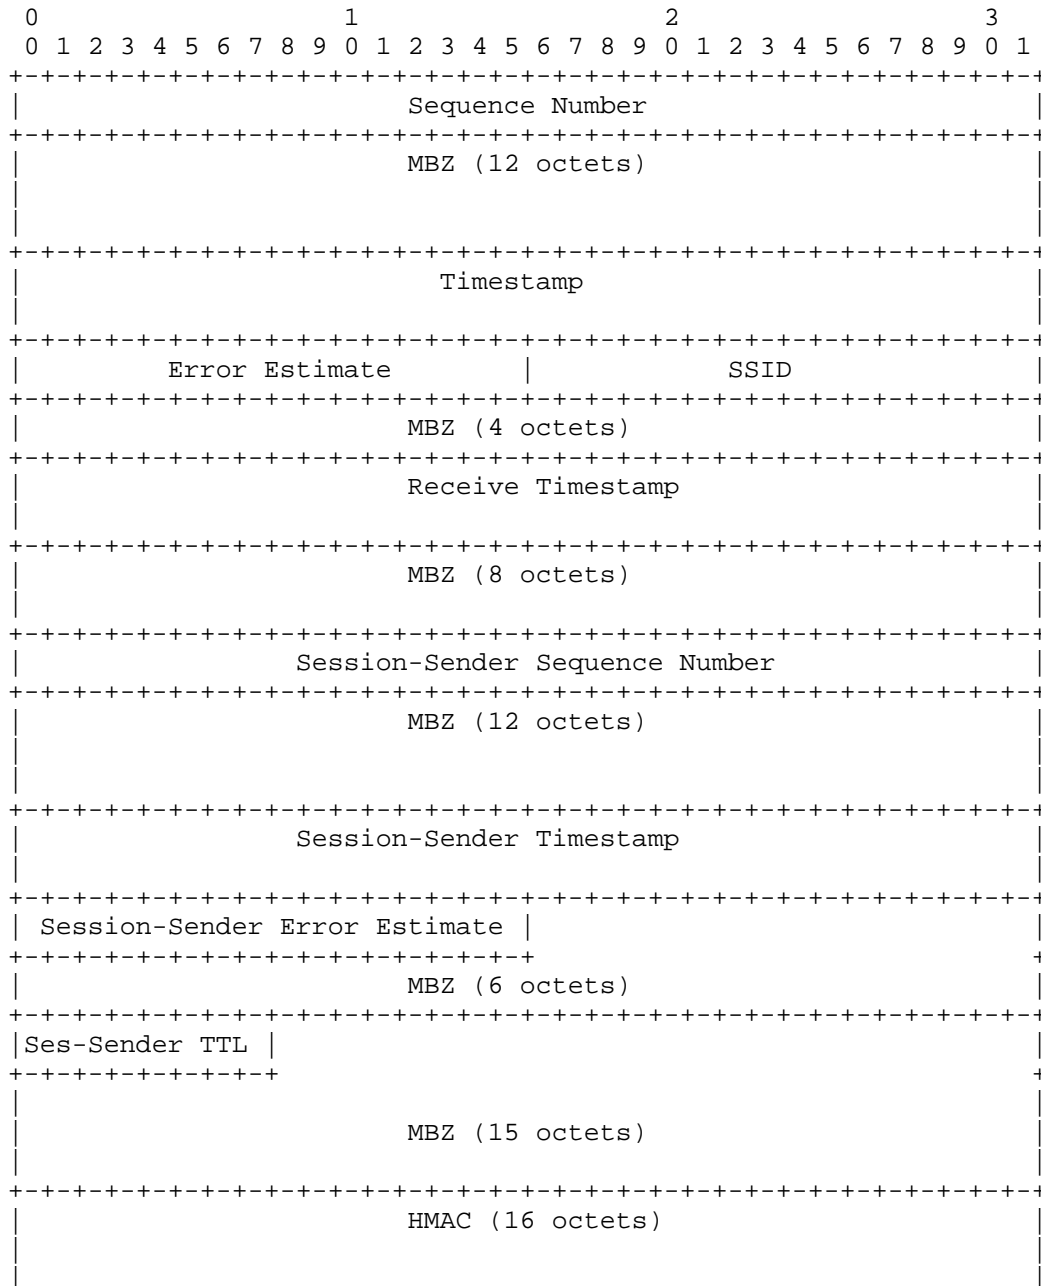 0                   1                   2                   3
0 1 2 3 4 5 6 7 8 9 0 1 2 3 4 5 6 7 8 9 0 1 2 3 4 5 6 7 8 9 0 1
Sequence Number
MBZ (12 octets)
Timestamp
Error Estimate | SSID
MBZ (4 octets)
Receive Timestamp
MBZ (8 octets)
Session-Sender Sequence Number
MBZ (12 octets)
Session-Sender Timestamp
Session-Sender Error Estimate
MBZ (6 octets)
Ses-Sender TTL
MBZ (15 octets)
HMAC (16 octets)